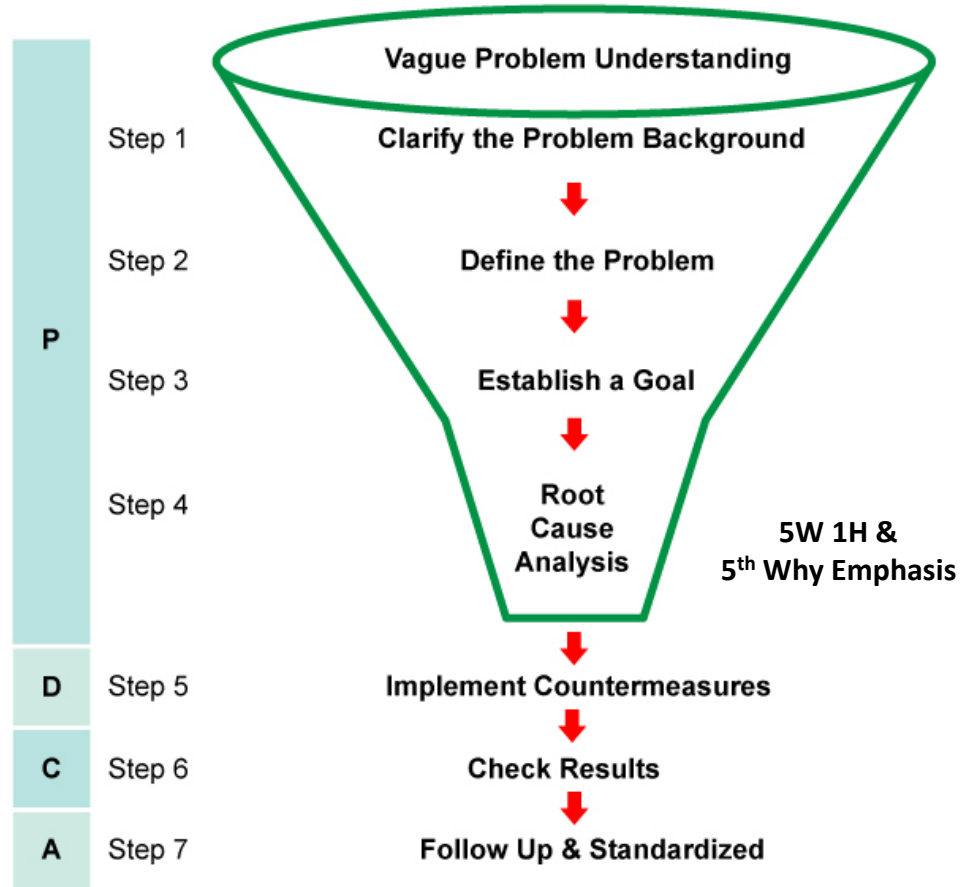 Vague Problem Understanding
Step 1
Clarify the Problem Background
Step 2
Define the Problem
P
Step 3
Establish a Goal
Step 4
Root
Cause
Analysis
5W 1H &
5th Why Emphasis
D
Step 5
Implement Countermeasures
C
Step 6
Check Results
A
Step 7
Follow Up & Standardized